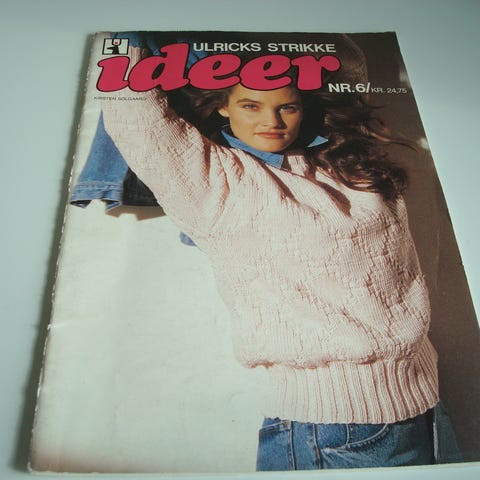 ULRICKS STRIKKE
ideer
NR.6/KR. 24,75
KIRSTEN SOLGAARD